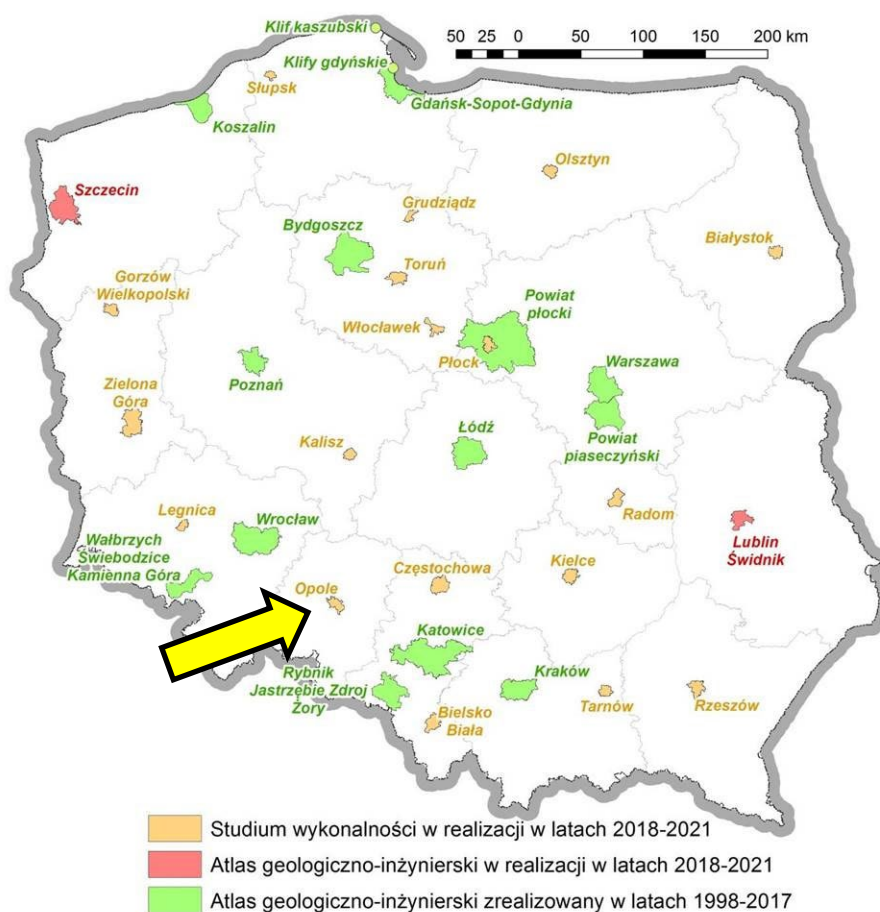 Klif kaszubski
50 25 0 50 100 150 200 km
Klify gdyńskie
Słupsk
Gdańsk-Sopot-Gdynia
Koszalin
Olsztyn
Szczecin
Grudziądz
Bydgoszcz
Białystok
Toruń
Gorzów
Wielkopolski
Powiat
płocki
Włocławek
Płock
Warszawa
Poznań
Zielona
Góra
Łódź
Kalisz
Powiat
piaseczyński
Legnica
Radom
Wrocław
Lublin
Świdnik
Wałbrzych
Świebodzice
Kamienna Góra
Częstochowa
Kielce
Opole
Katowice
Rybnik
Jastrzębie Zdroj
Żory
Kraków
Bielsko
Biała
Tarnów
Rzeszów
Studium wykonalności w realizacji w latach 2018-2021
Atlas geologiczno-inżynierski w realizacji w latach 2018-2021
Atlas geologiczno-inżynierski zrealizowany w latach 1998-2017